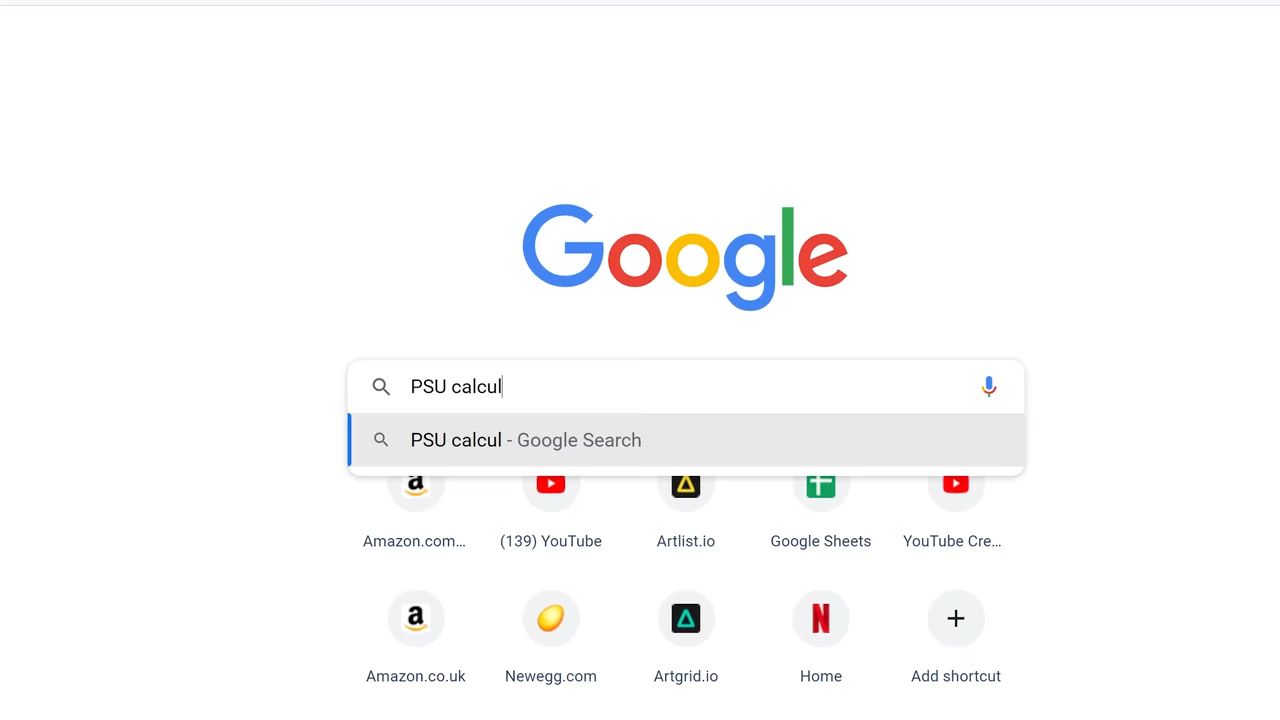 Google
PSU calcul
PSU calcul - Google Search
Amazon.com...
(139) YouTube
Artlist.io
Google Sheets
YouTube Cre...
Amazon.co.uk
Newegg.com
Artgrid.io
Home
Add shortcut